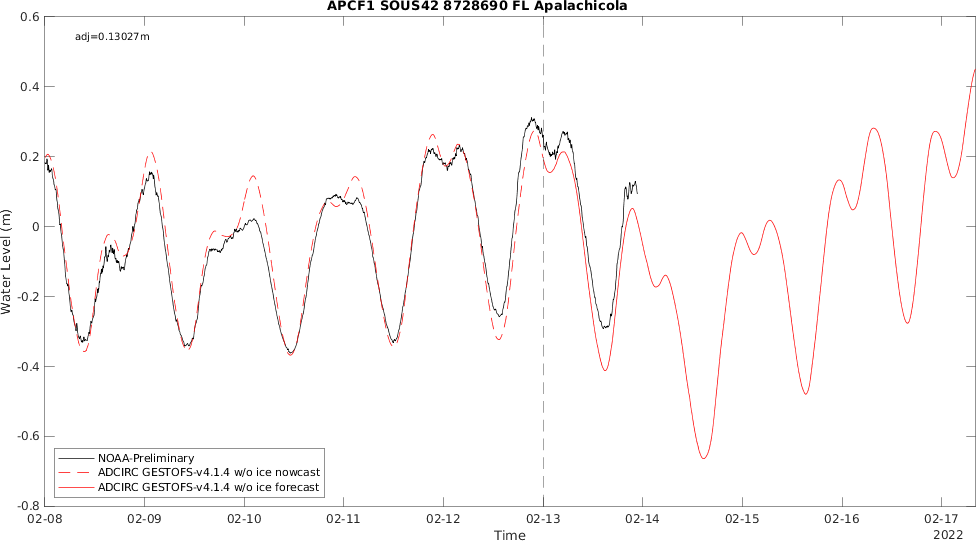 APCF1 SOUS42 8728690 FL Apalachicola
adj=0.13027m
0.6
0.4
0.2
0
-0.2
-0.4
-0.6
-0.8
Water Level (m)
NOAA-Preliminary
ADCIRC GESTOFS-v4.1.4 w/o ice nowcast
ADCIRC GESTOFS-v4.1.4 w/o ice forecast
02-08 02-09 02-10 02-11 02-12 02-13 02-14 02-15 02-16 02-17
Time
2022